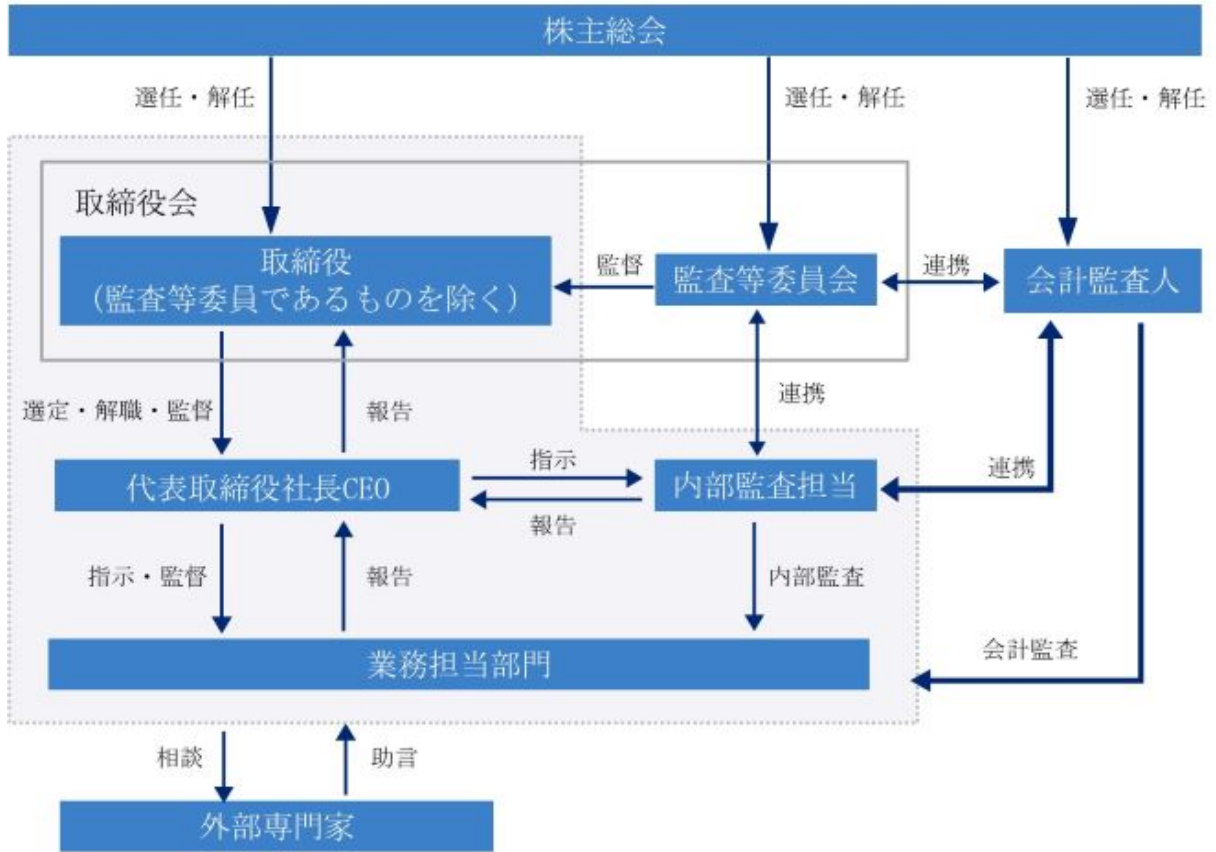 株主総会
選任・解任
選任・解任
選任・解任
取締役会
取締役
（監査等委員であるものを除く）
監督
監査等委員会
連携
会計監査人
選定・解職・監督
報告
連携
代表取締役社長CEO
指示
報告
内部監査担当
連携
指示・監督
報告
内部監査
業務担当部門
会計監査
相談
助言
外部専門家